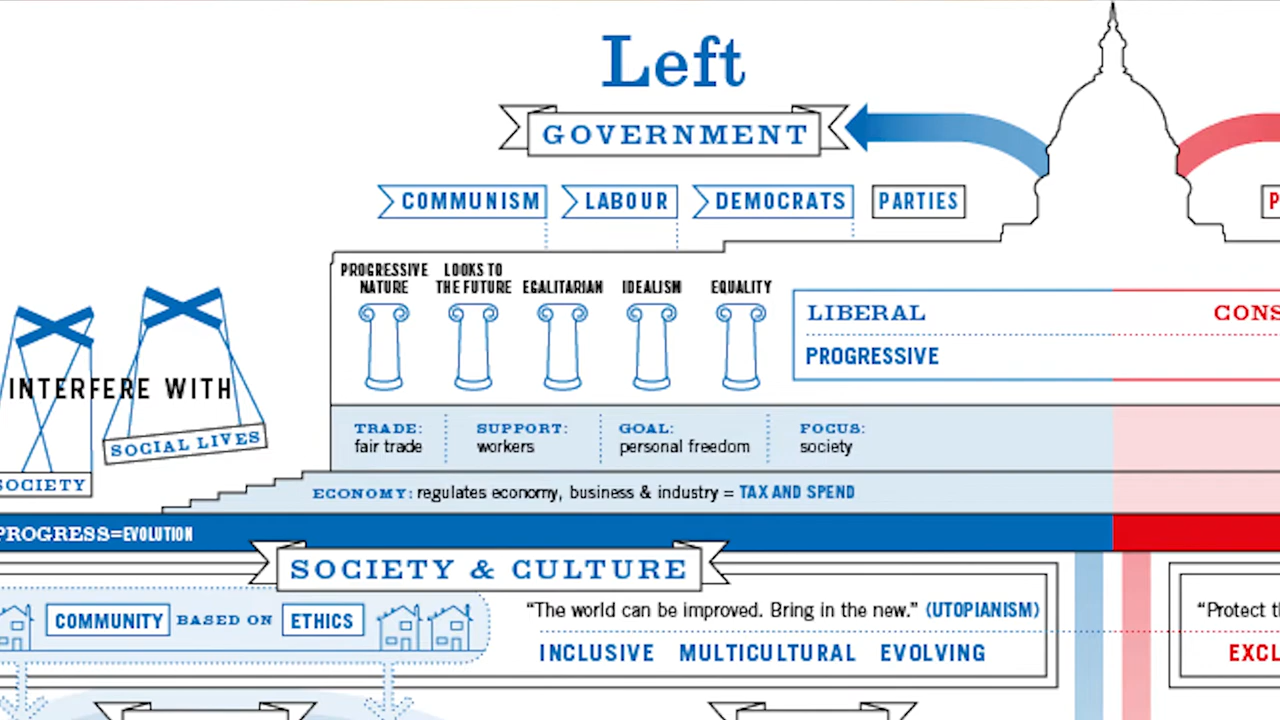 Left
GOVERNMENT
COMMUNISM LABOUR DEMOCRATS PARTIES
PROGRESSIVE NATURE
LOOKS TO THE FUTURE
EGALITARIAN
IDEALISM
EQUALITY
LIBERAL CONS
PROGRESSIVE
INTERFERE WITH
SOCIAL LIVES
SOCIETY
TRADE:
fair trade
SUPPORT:
workers
GOAL:
personal freedom
FOCUS:
society
ECONOMY: regulates economy, business & industry = TAX AND SPEND
PROGRESS=EVOLUTION
SOCIETY & CULTURE
COMMUNITY BASED ON ETHICS
“The world can be improved. Bring in the new.” (UTOPIANISM)
INCLUSIVE MULTICULTURAL EVOLVING
“Protect
EXCL